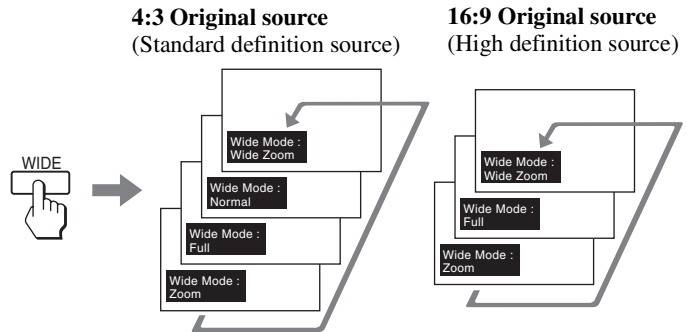 4:3 Original source
(Standard definition source)
16:9 Original source
(High definition source)
WIDE
Wide Mode :
Wide Zoom
Wide Mode :
Normal
Wide Mode :
Full
Wide Mode :
Zoom
Wide Mode :
Wide Zoom
Wide Mode :
Full
Wide Mode :
Zoom